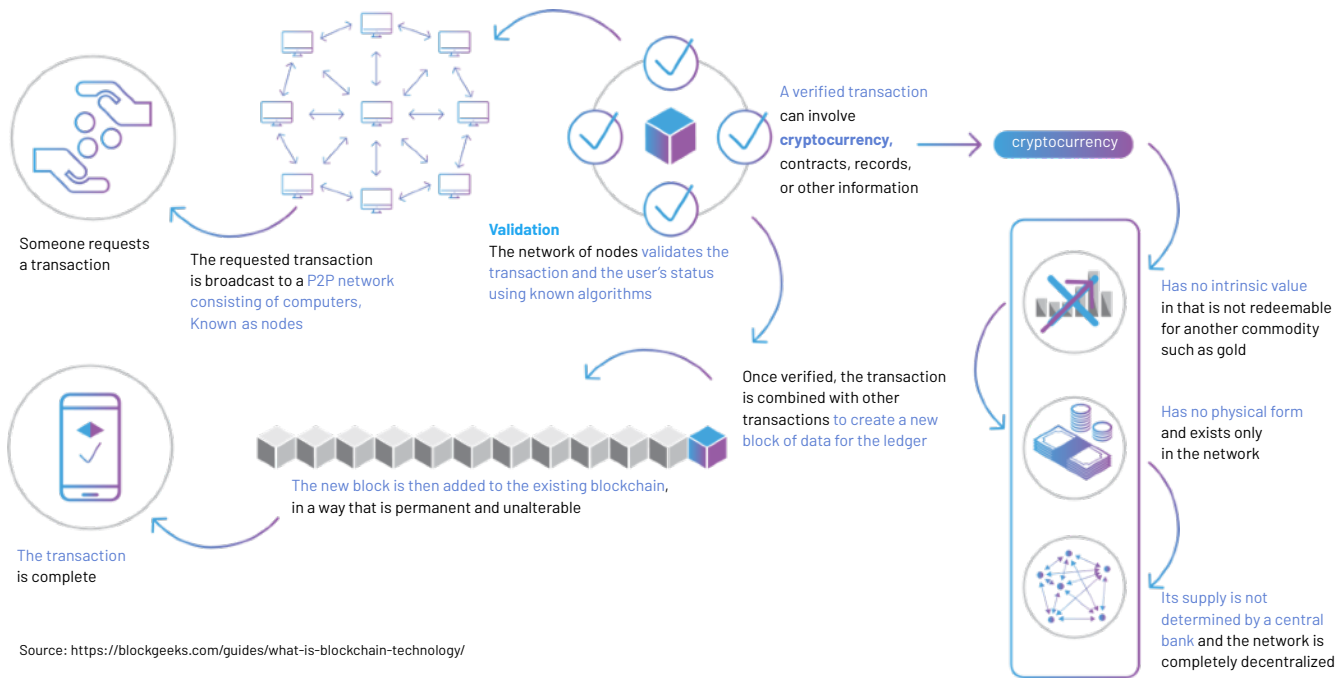 Someone requests
a transaction
The requested transaction
is broadcast to a P2P network
consisting of computers,
Known as nodes
Validation
The network of nodes validates the
transaction and the user's status
using known algorithms
A verified transaction
can involve
cryptocurrency,
contracts, records,
or other information
cryptocurrency
Has no intrinsic value
in that is not redeemable
for another commodity
such as gold
Has no physical form
and exists only
in the network
Its supply is not
determined by a central
bank and the network is
completely decentralized
Once verified, the transaction
is combined with other
transactions to create a new
block of data for the ledger
The new block is then added to the existing blockchain,
in a way that is permanent and unalterable
The transaction
is complete
Source: https://blockgeeks.com/guides/what-is-blockchain-technology/